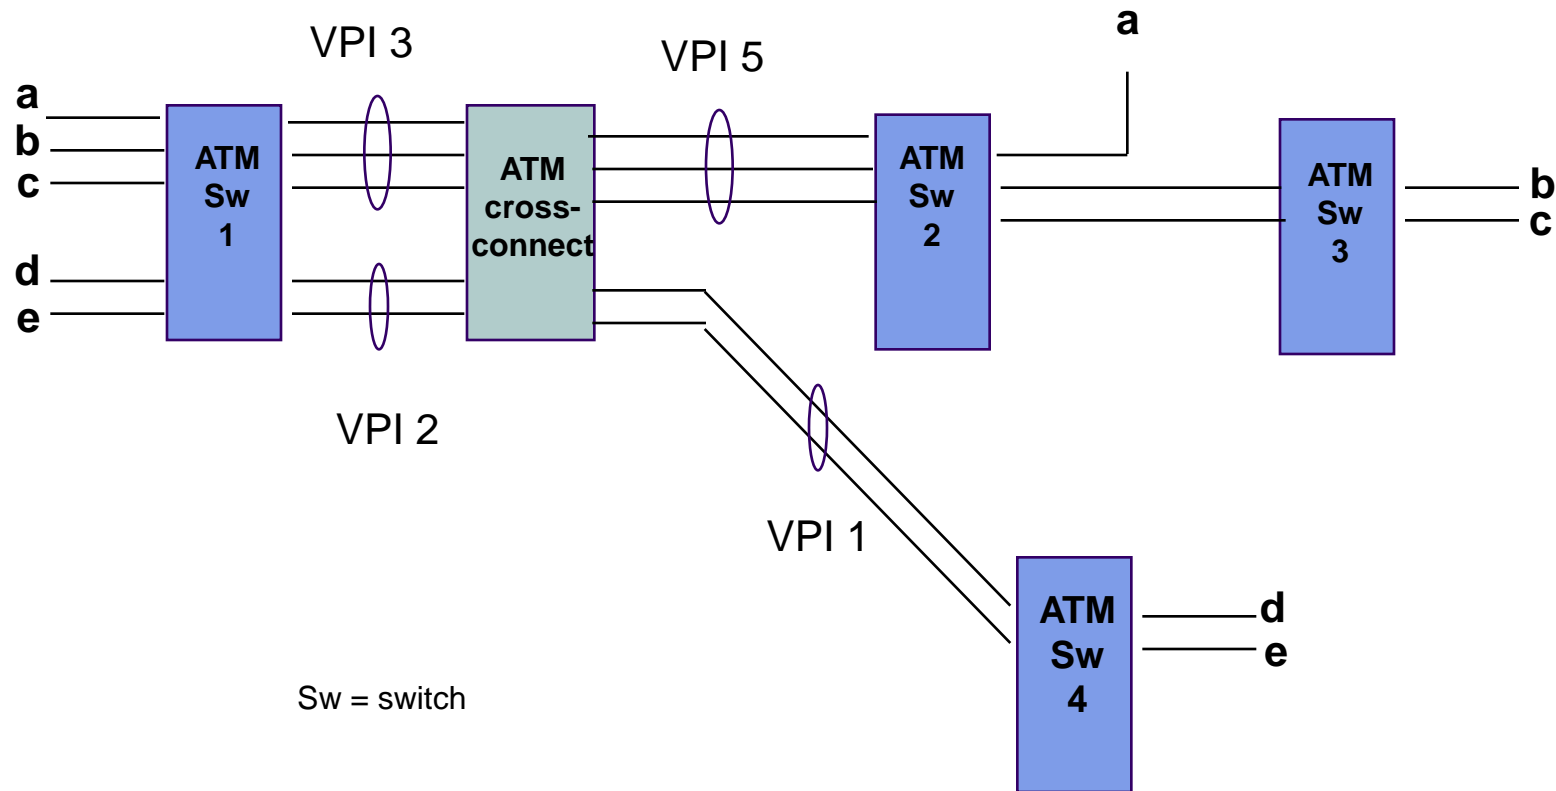 VPI 3
VPI 5
a
a
b
c
d
e
ATM
Sw
1
ATM
cross-
connect
ATM
Sw
2
ATM
Sw
3
b
c
VPI 2
VPI 1
ATM
Sw
4
d
e
Sw = switch